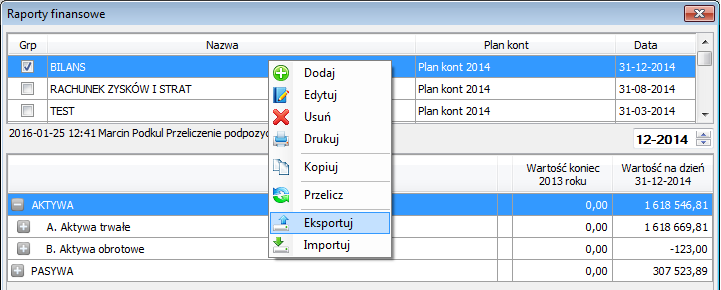 Raporty finansowe
Grp Nazwa Plan kont Data
BILANS Plan kont 2014 31-12-2014
RACHUNEK ZYSKÓW I STRAT Plan kont 2014 31-08-2014
TEST Plan kont 2014 31-03-2014
2016-01-25 12:41 Marcin Podkul Przeliczenie podpozyc
12-2014
Dodaj
Edytuj
Usuń
Drukuj
Kopiuj
Przelicz
Eksportuj
Importuj
Wartość koniec 2013 roku
Wartość na dzień 31-12-2014
AKTYWA 0,00 1 618 546,81
A. Aktywa trwałe 0,00 1 618 669,81
B. Aktywa obrotowe 0,00 -123,00
PASYWA 0,00 307 523,89